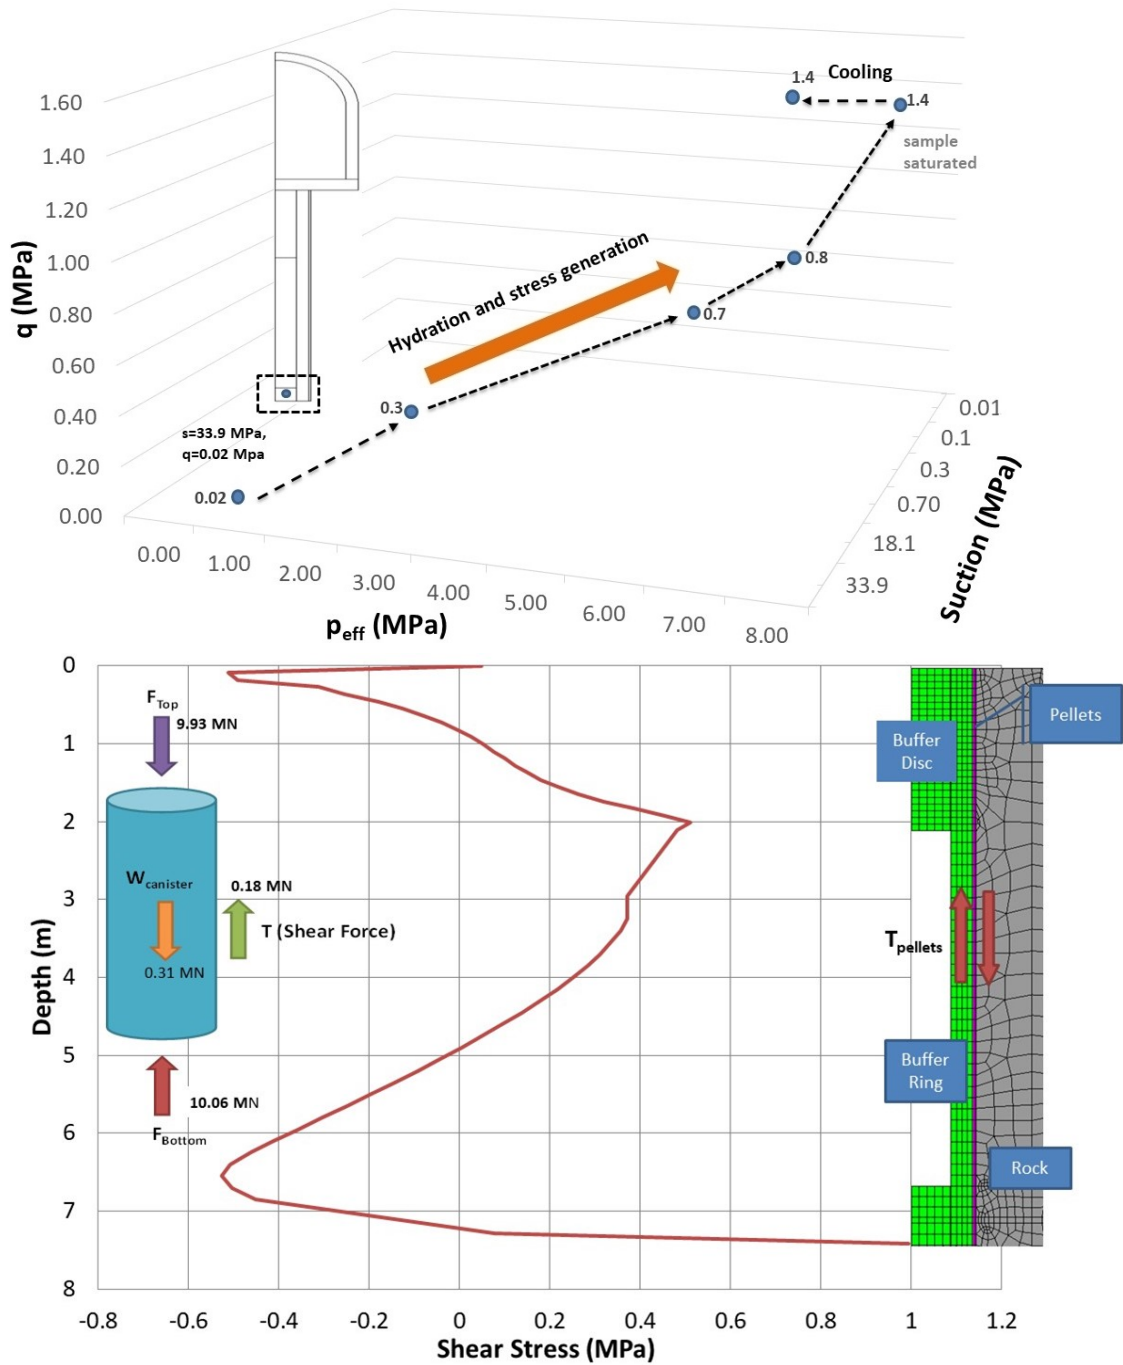 1.60
1.40
1.20
1.00
0.80
0.60
0.40
0.20
0.00
q (MPa)
1.4
Cooling
1.4
sample
saturated
Hydration and stress generation
0.8
0.7
0.3
s=33.9 MPa,
q=0.02 Mpa
0.02
0.01
0.1
0.3
0.70
18.1
33.9
Suction (MPa)
0.00
1.00
2.00
3.00
4.00
5.00
6.00
7.00
8.00
peff (MPa)
0
1
2
3
4
5
6
7
8
Depth (m)
FTop
9.93 MN
Wcanister
0.31 MN
0.18 MN
T (Shear Force)
10.06 MN
FBottom
Pellets
Buffer
Disc
Tpellets
Buffer
Ring
Rock
-0.8
-0.6
-0.4
-0.2
0
0.2
0.4
0.6
0.8
1
1.2
Shear Stress (MPa)